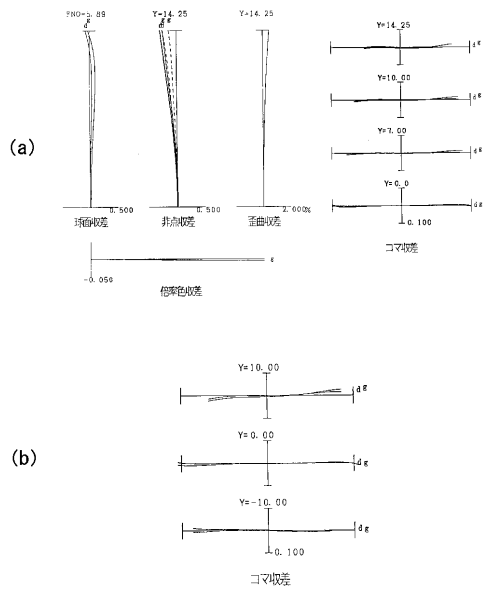 (a)
FNO=5.89
d g
0.500
球面収差
Y=14.25
d g g
0.500
非点収差
Y=14.25
2.000%
歪曲収差
g
-0.050
倍率色収差
Y=14.25
d g
Y=10.00
d g
Y=7.00
d g
Y=0.0
d g
0.100
コマ収差
(b)
Y=10.00
d g
Y=0.00
d g
Y=-10.00
d g
0.100
コマ収差